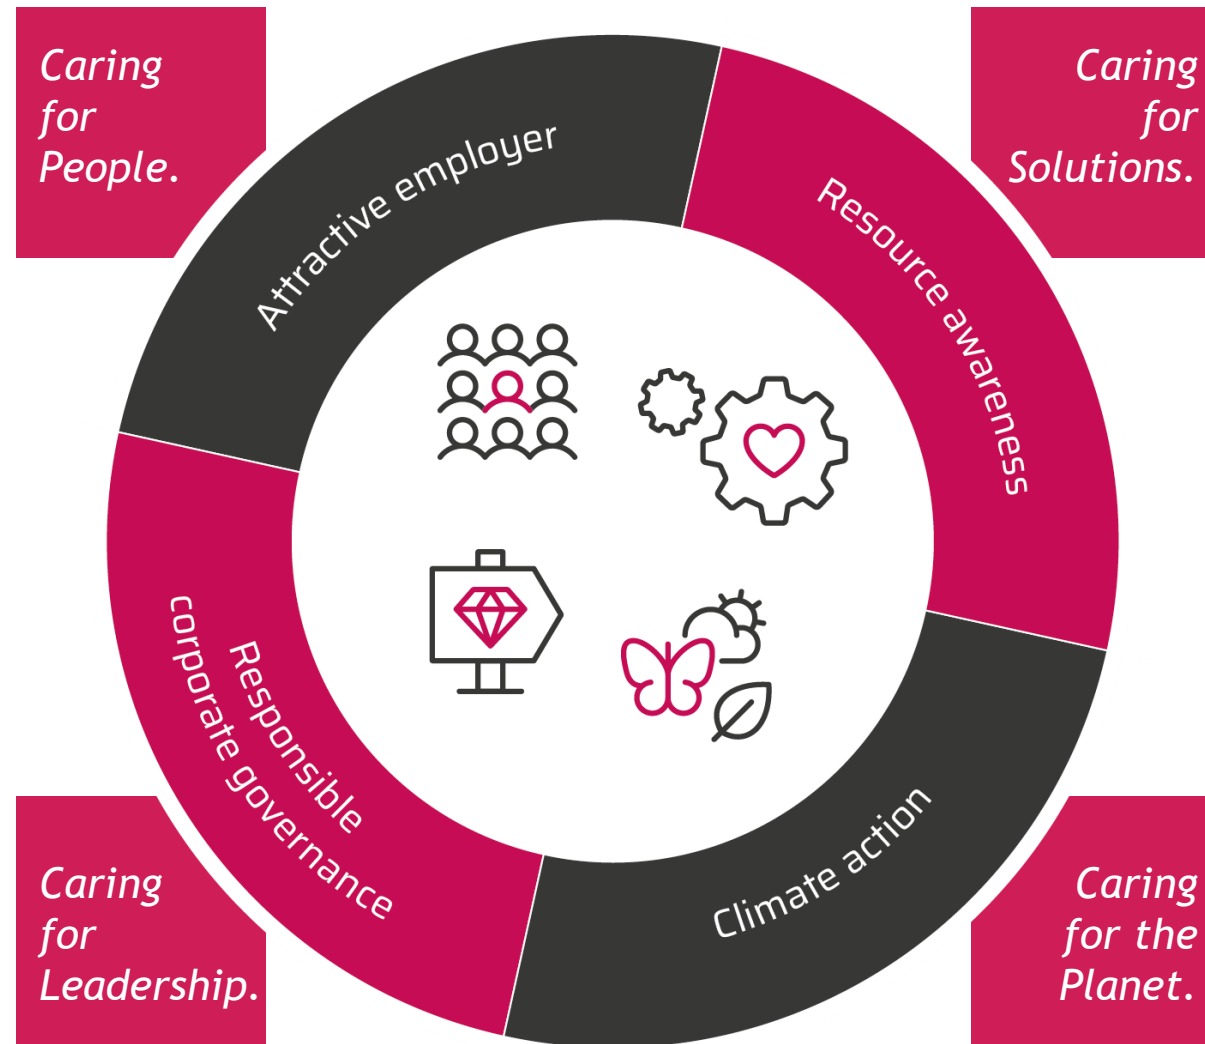 Caring
for
People.
Caring
for
Solutions.
Attractive employer
Resource awareness
Responsible
corporate governance
Climate action
Caring
for
Leadership.
Caring
for the
Planet.